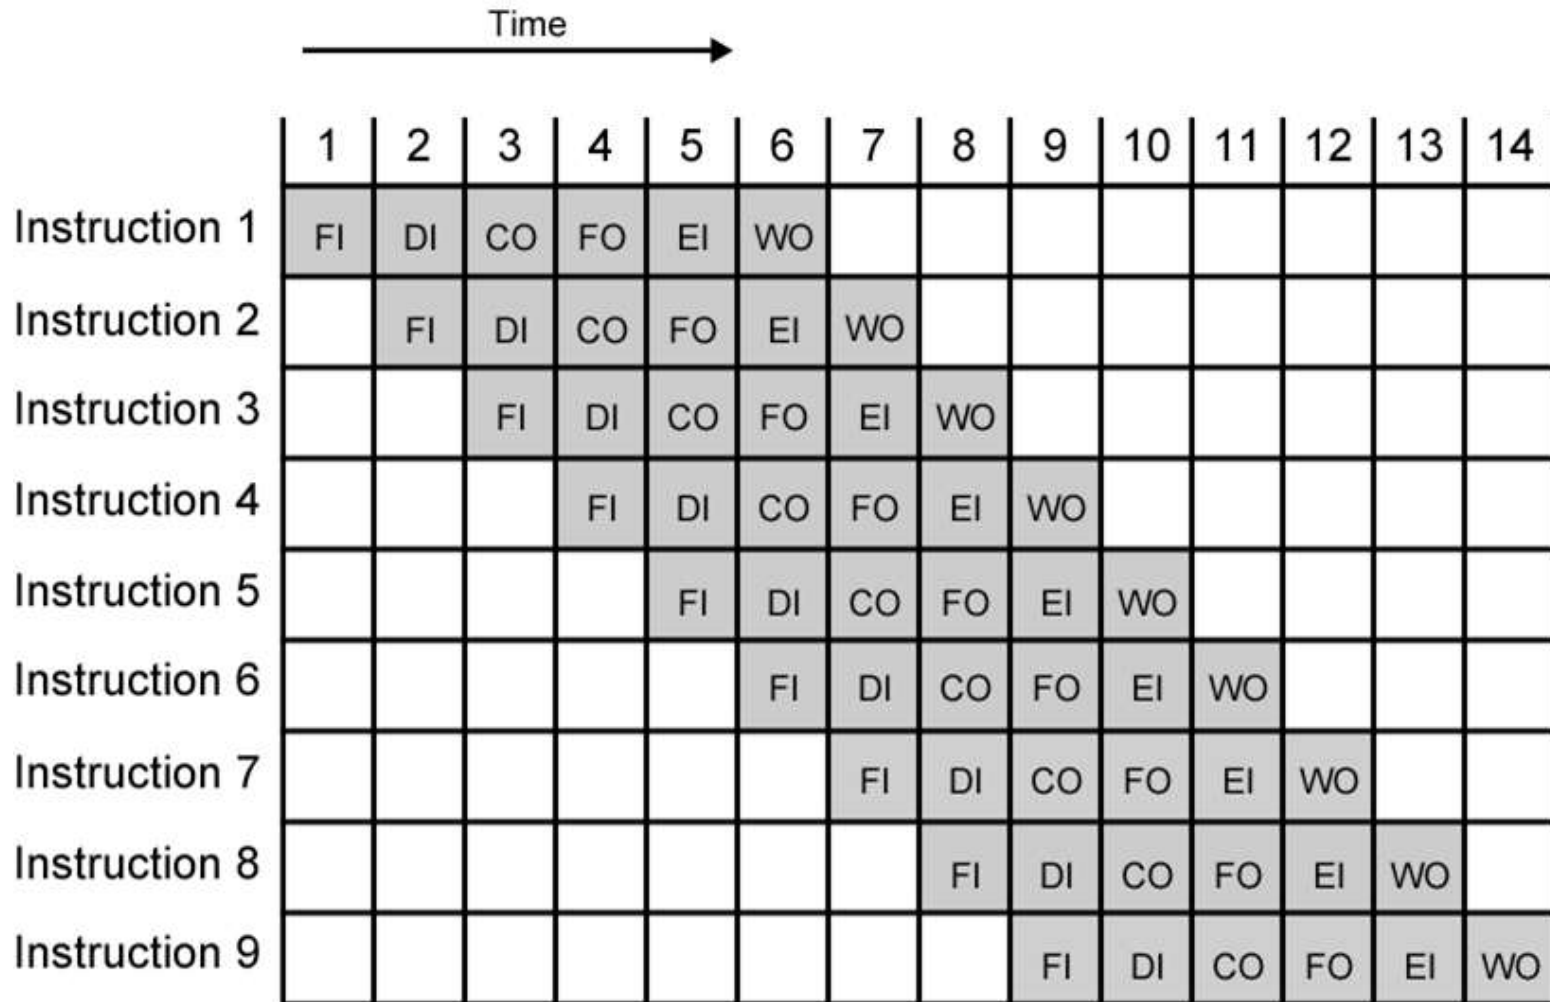 Time
1 2 3 4 5 6 7 8 9 10 11 12 13 14
Instruction 1 FI DI CO FO EI WO
Instruction 2 FI DI CO FO EI WO
Instruction 3 FI DI CO FO EI WO
Instruction 4 FI DI CO FO EI WO
Instruction 5 FI DI CO FO EI WO
Instruction 6 FI DI CO FO EI WO
Instruction 7 FI DI CO FO EI WO
Instruction 8 FI DI CO FO EI WO
Instruction 9 FI DI CO FO EI WO